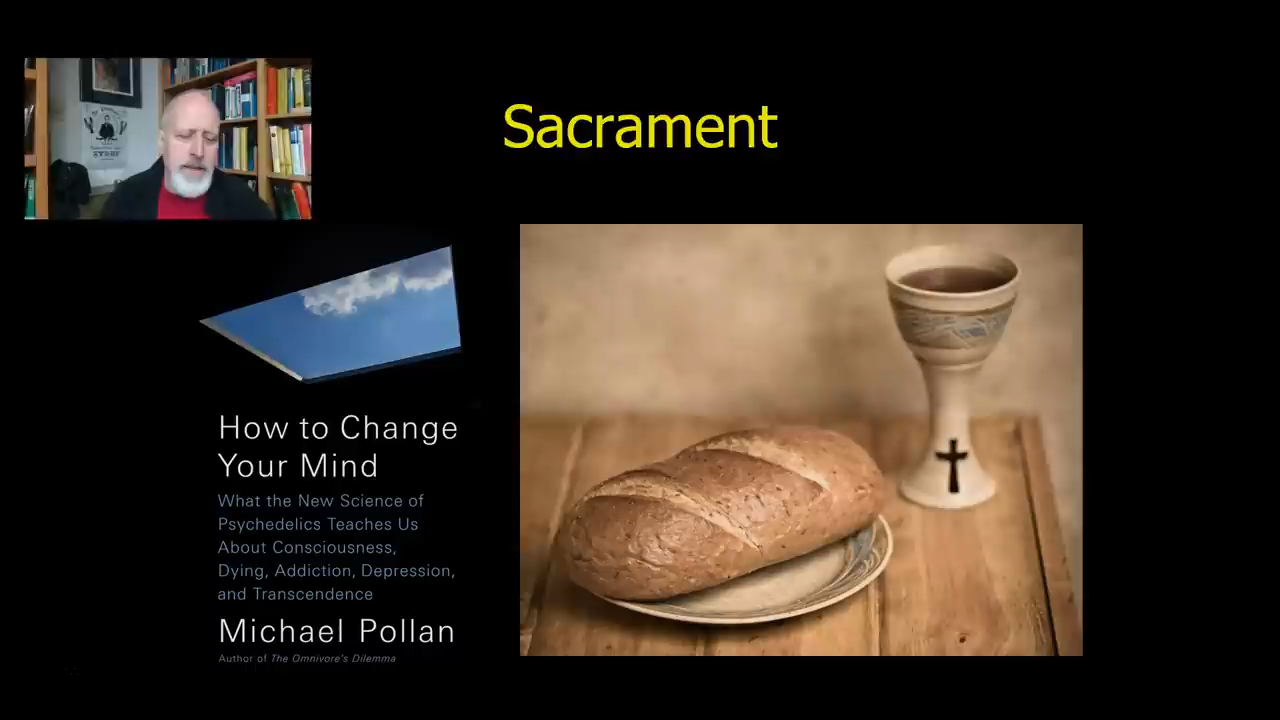 Sacrament
How to Change
Your Mind
What the New Science of
Psychedelics Teaches Us
About Consciousness,
Dying, Addiction, Depression,
and Transcendence
Michael Pollan
Author of The Omnivore's Dilemma